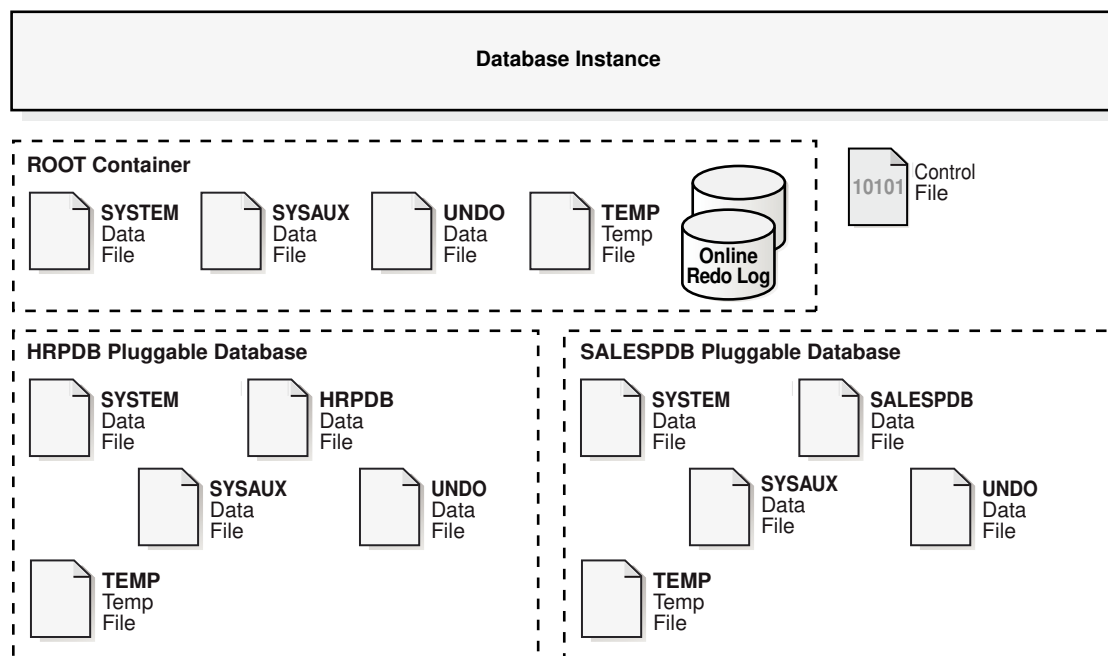 Database Instance
ROOT Container
SYSTEM
Data
File
SYSAUX
Data
File
UNDO
Data
File
TEMP
Temp
File
Online
Redo Log
10101
Control
File
HRPDB Pluggable Database
SYSTEM
Data
File
HRPDB
Data
File
SYSAUX
Data
File
UNDO
Data
File
TEMP
Temp
File
SALESPDB Pluggable Database
SYSTEM
Data
File
SALESPDB
Data
File
SYSAUX
Data
File
UNDO
Data
File
TEMP
Temp
File